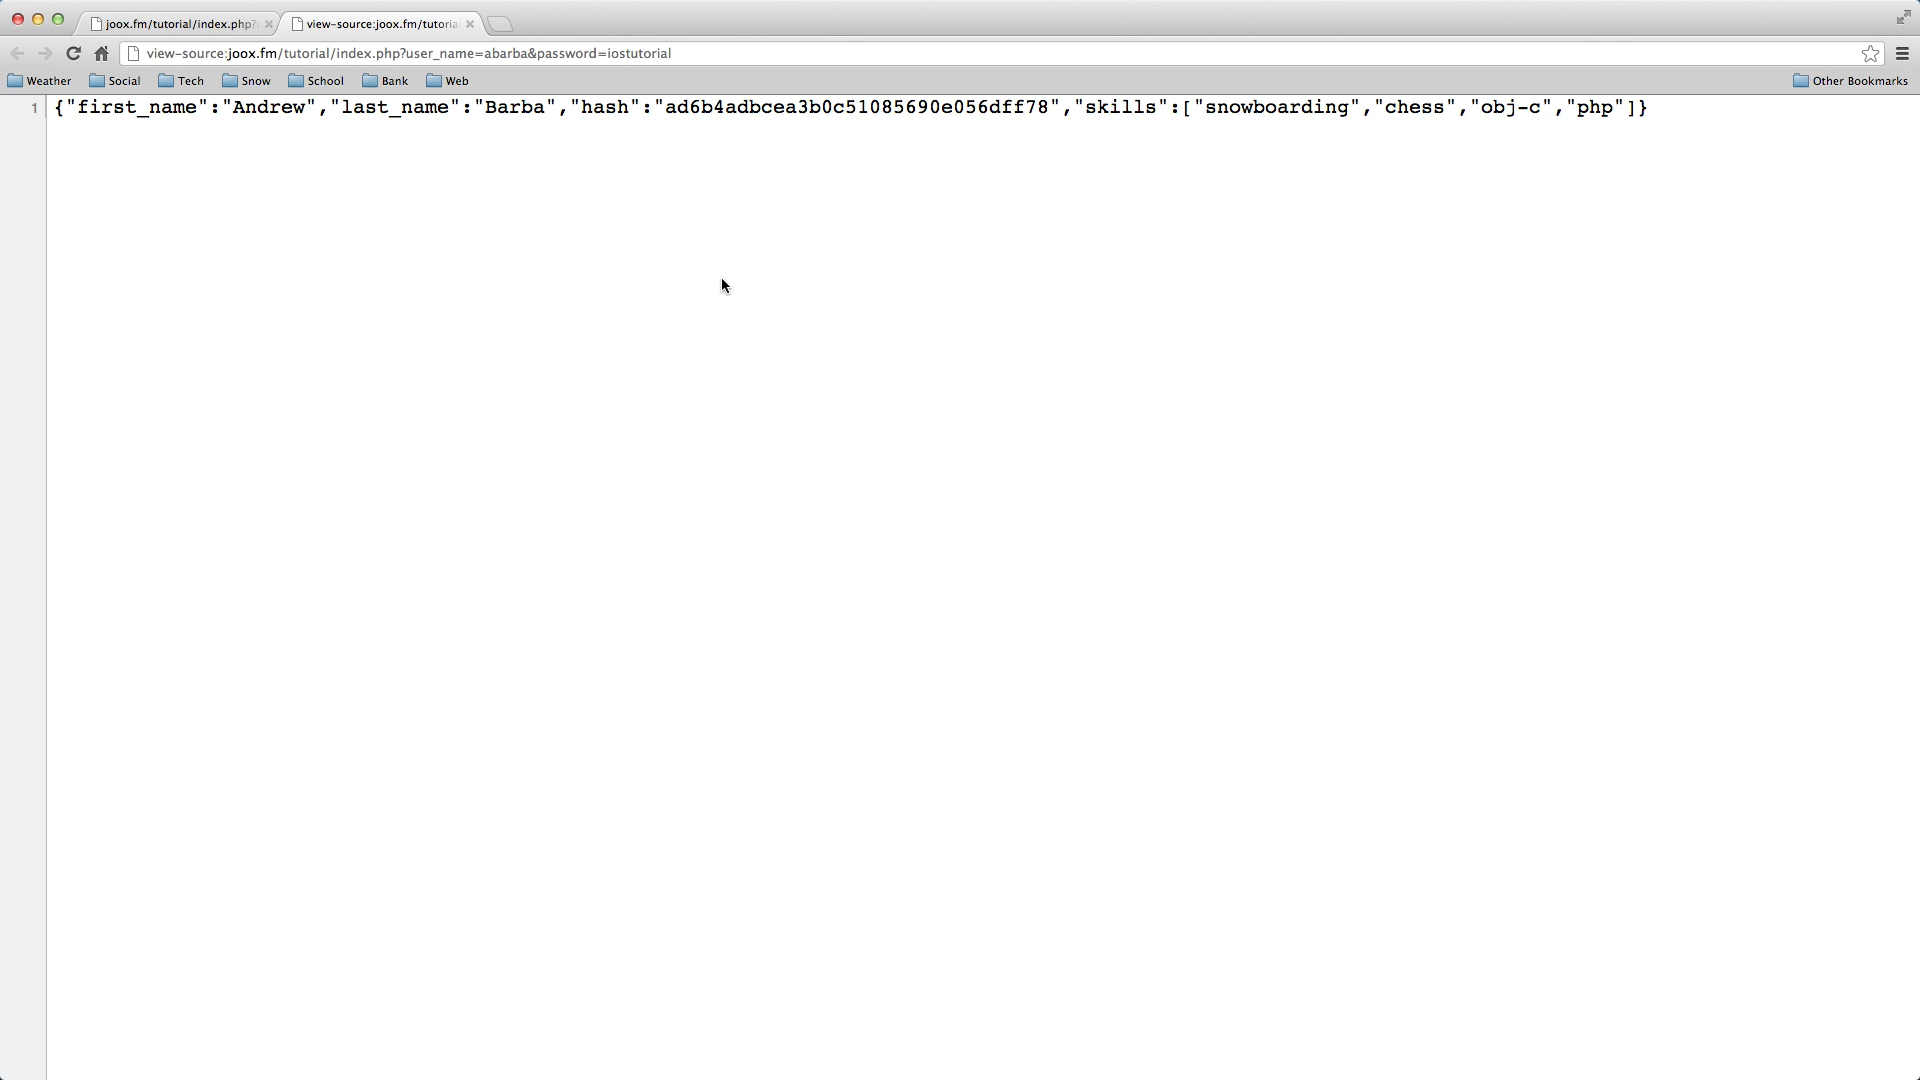 joox.fm/tutorial/index.php?
view-source:joox.fm/tutoria
view-source:joox.fm/tutorial/index.php?user_name=abarba&password=iostutorial
Weather Social Tech Snow School Bank Web Other Bookmarks
1 {"first_name":"Andrew","last_name":"Barba","hash":"ad6b4adbcea3b0c51085690e056dff78","skills":["snowboarding","chess","obj-c","php"]}